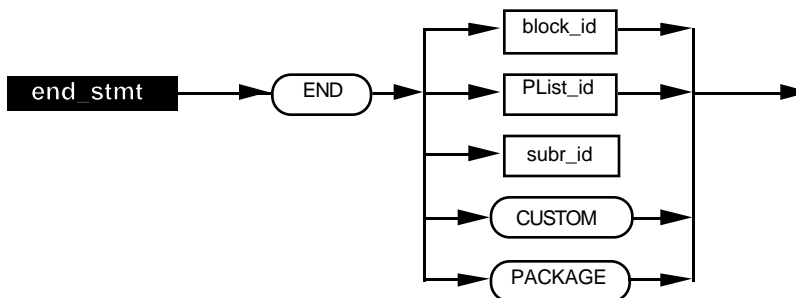 block_id
end_stmt
END
PList_id
subr_id
CUSTOM
PACKAGE